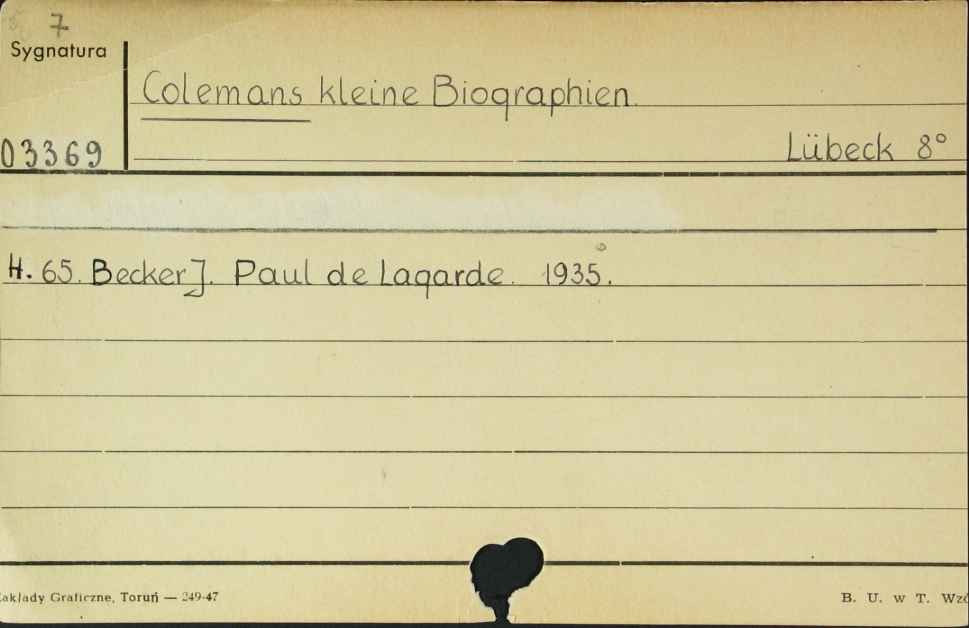 7
Sygnatura
Colemans kleine Biographien.
03369
Lübeck 8°
H. 65. Becker J. Paul de Lagarde. 1935.
Zakłady Graficzne, Toruń — 249-47
B. U. w T. Wzó